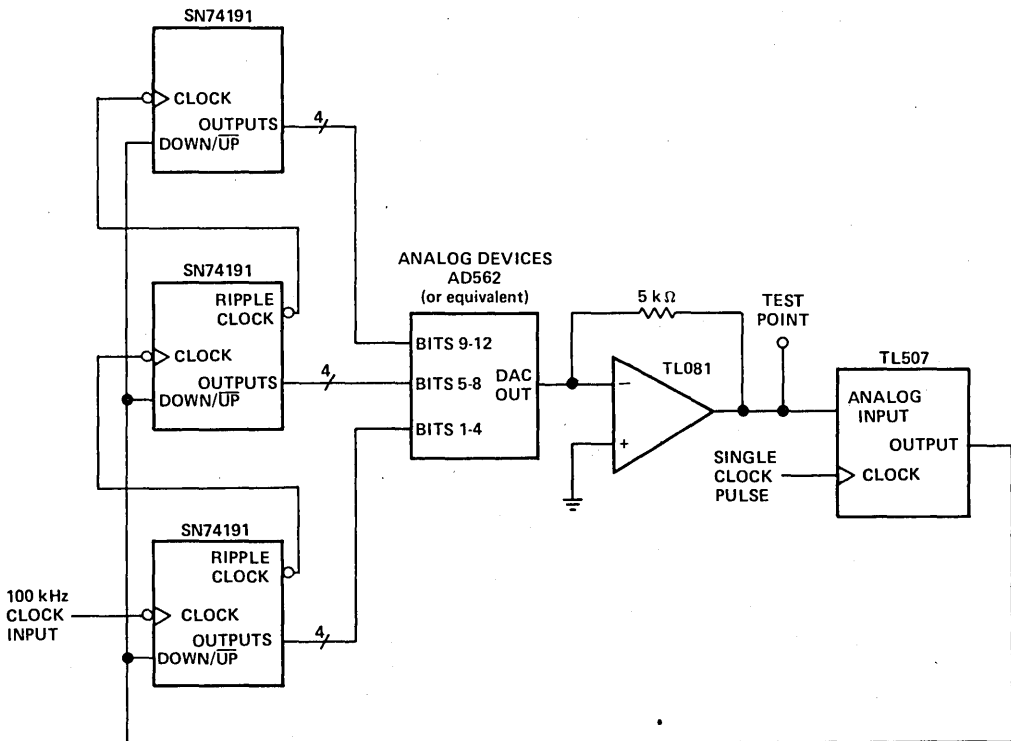 SN74191
CLOCK
OUTPUTS
4
DOWN/UP
SN74191
RIPPLE
CLOCK
CLOCK
OUTPUTS
4
DOWN/UP
SN74191
RIPPLE
CLOCK
100 kHz
CLOCK
INPUT
CLOCK
OUTPUTS
4
DOWN/UP
ANALOG DEVICES
AD562
(or equivalent)
BITS 9-12
BITS 5-8
DAC
OUT
BITS 1-4
5 kΩ
TL081
−
+
TEST
POINT
TL507
ANALOG
INPUT
OUTPUT
SINGLE
CLOCK
PULSE
CLOCK